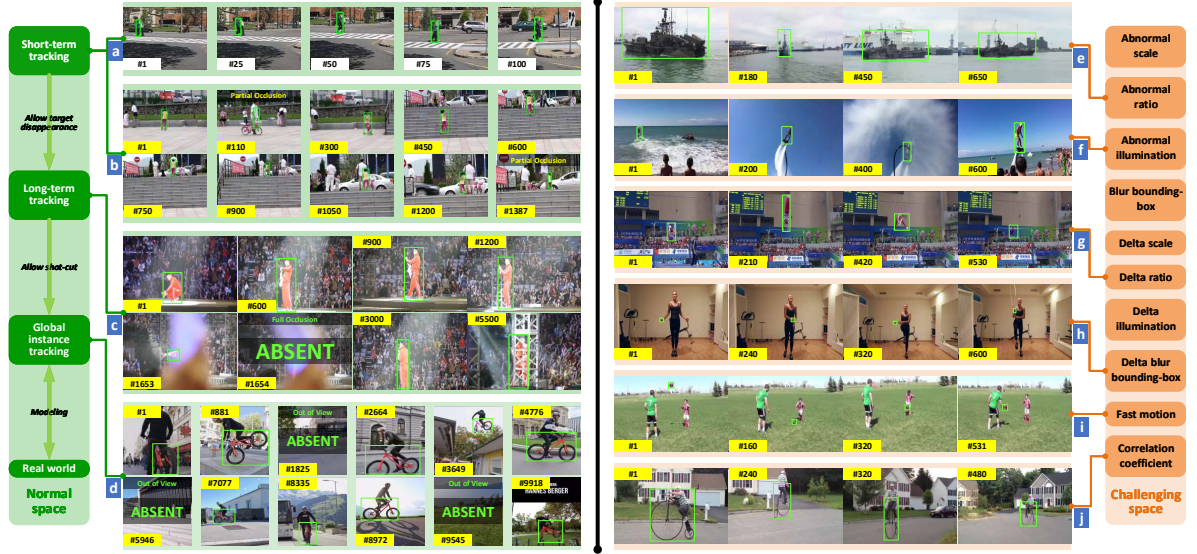 Short-term
tracking
Allow target
disappearance
Long-term
tracking
Allow shot-cut
Global
instance
tracking
Modeling
Real world
Normal
space
a
#1
#25
#50
#75
#100
b
Partial Occlusion
#1
#110
#300
#450
#600
Partial Occlusion
#750
#900
#1050
#1200
#1387
c
#900
#1200
#1
#600
Full Occlusion
#3000
#5500
ABSENT
#1653
#1654
d
#1
#881
Out of View
#2664
#4776
ABSENT
#1825
#3649
Out of View
#7077
#8335
Out of View
#9918
HANNES BERGER
ABSENT
ABSENT
#5946
#8972
#9545
e
#1
#180
#450
#650
f
#1
#200
#400
#600
g
#1
#210
#420
#530
h
#1
#240
#320
#600
i
#1
#160
#320
#531
j
#1
#240
#320
#480
Abnormal
scale
Abnormal
ratio
Abnormal
illumination
Blur bounding-
box
Delta scale
Delta ratio
Delta
illumination
Delta blur
bounding-box
Fast motion
Correlation
coefficient
Challenging
space